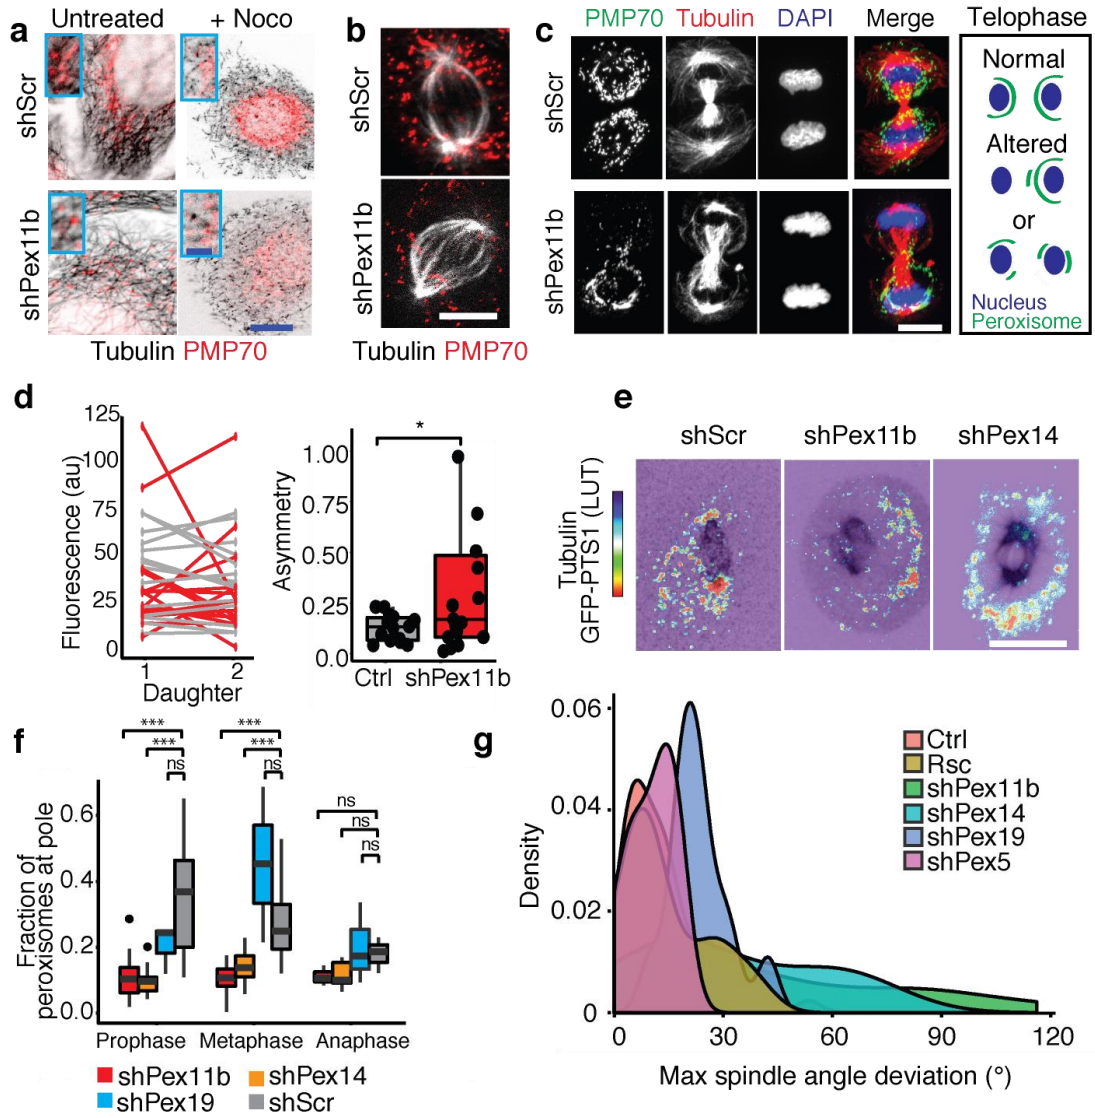 a
Untreated
+ Noco
shScr
shPex11b
Tubulin PMP70
b
shScr
shPex11b
Tubulin PMP70
c
PMP70 Tubulin DAPI Merge
shScr
shPex11b
Telophase
Normal
Altered
or
Nucleus
Peroxisome
d
Fluorescence (au)
125
100
75
50
25
0
1 2
Daughter
Asymmetry
1.00
0.75
0.50
0.25
0.0
*
Ctrl shPex11b
e
shScr shPex11b shPex14
Tubulin
GFP-PTS1 (LUT)
f
Fraction of
peroxisomes at pole
0.6
0.4
0.2
0.0
***
***
ns
***
***
ns
ns
ns
ns
Prophase Metaphase Anaphase
shPex11b shPex14
shPex19 shScr
g
Density
0.06
0.04
0.02
0
Ctrl
Rsc
shPex11b
shPex14
shPex19
shPex5
0 30 60 90 120
Max spindle angle deviation (°)